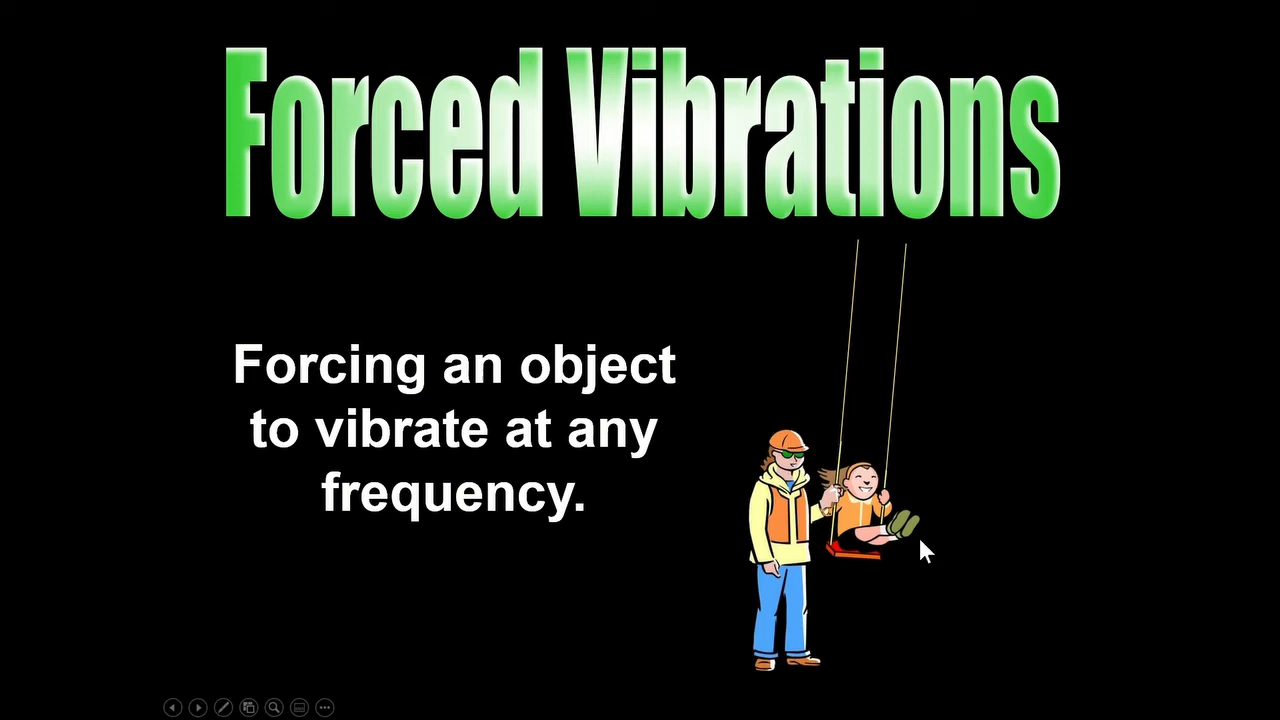 Forced Vibrations
Forcing an object
to vibrate at any
frequency.